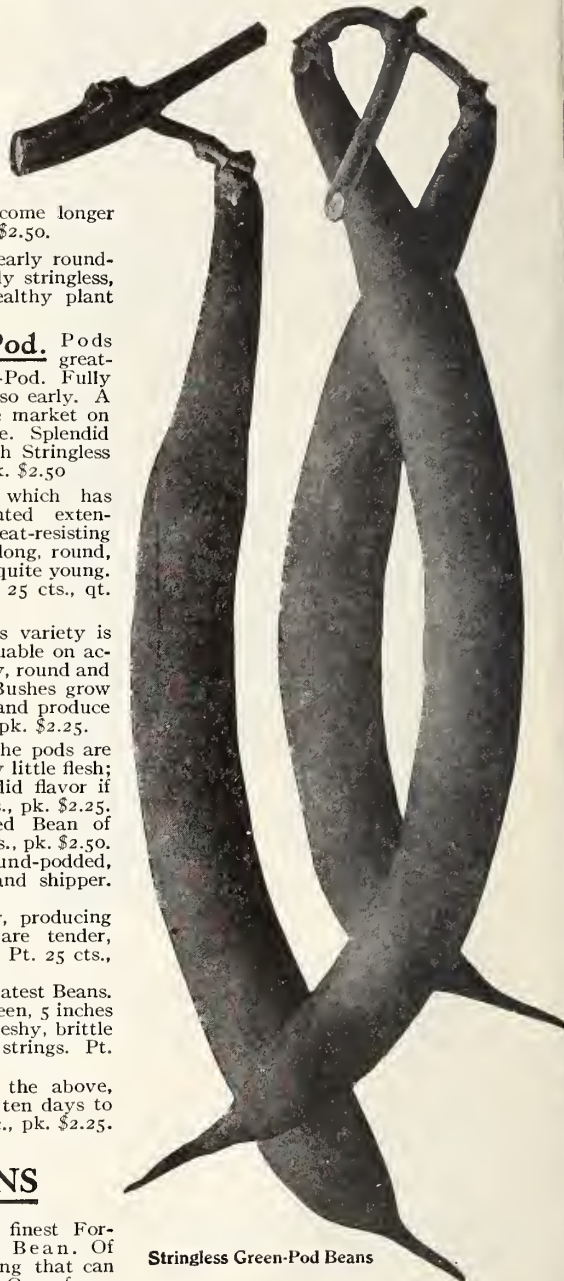 come longer
$2.50.
early round-
ly stringless,
ealthy plant
Pod. Pods
great-
-Pod. Fully
so early. A
e market on
e. Splendid
h Stringless
k. $2.50
which has
nted exten-
eat-resisting
long, round,
quite young.
25 cts., qt.
s variety is
uable on ac-
y, round and
Bushes grow
and produce
pk. $2.25.
he pods are
y little flesh;
did flavor if
s., pk. $2.25.
ed Bean of
s., pk. $2.50.
und-podded,
and shipper.
r, producing
are tender,
Pt. 25 cts.,
atest Beans.
een, 5 inches
eshy, brittle
strings. Pt.
the above,
ten days to
., pk. $2.25.
NS
finest For-
Bean. Of
ng that can
Stringless Green-Pod Beans